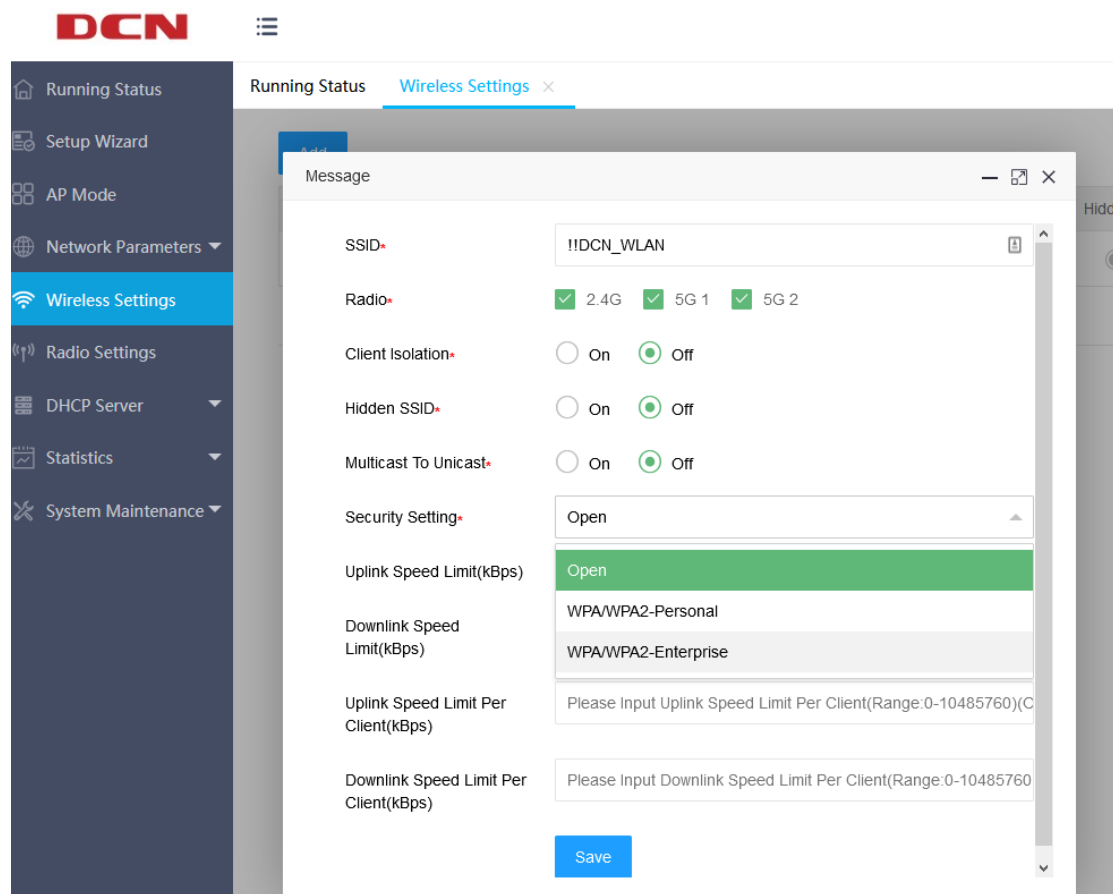 DCN
Running Status
Setup Wizard
AP Mode
Network Parameters
Wireless Settings
Radio Settings
DHCP Server
Statistics
System Maintenance
Running Status Wireless Settings
Add
Message
SSID* !!DCN_WLAN
Radio* 2.4G 5G 1 5G 2
Client Isolation* On Off
Hidden SSID* On Off
Multicast To Unicast* On Off
Security Setting* Open
Uplink Speed Limit(kBps) Open
WPA/WPA2-Personal
Downlink Speed
Limit(kBps) WPA/WPA2-Enterprise
Uplink Speed Limit Per
Client(kBps) Please Input Uplink Speed Limit Per Client(Range:0-10485760)(
Downlink Speed Limit Per
Client(kBps) Please Input Downlink Speed Limit Per Client(Range:0-10485760
Save